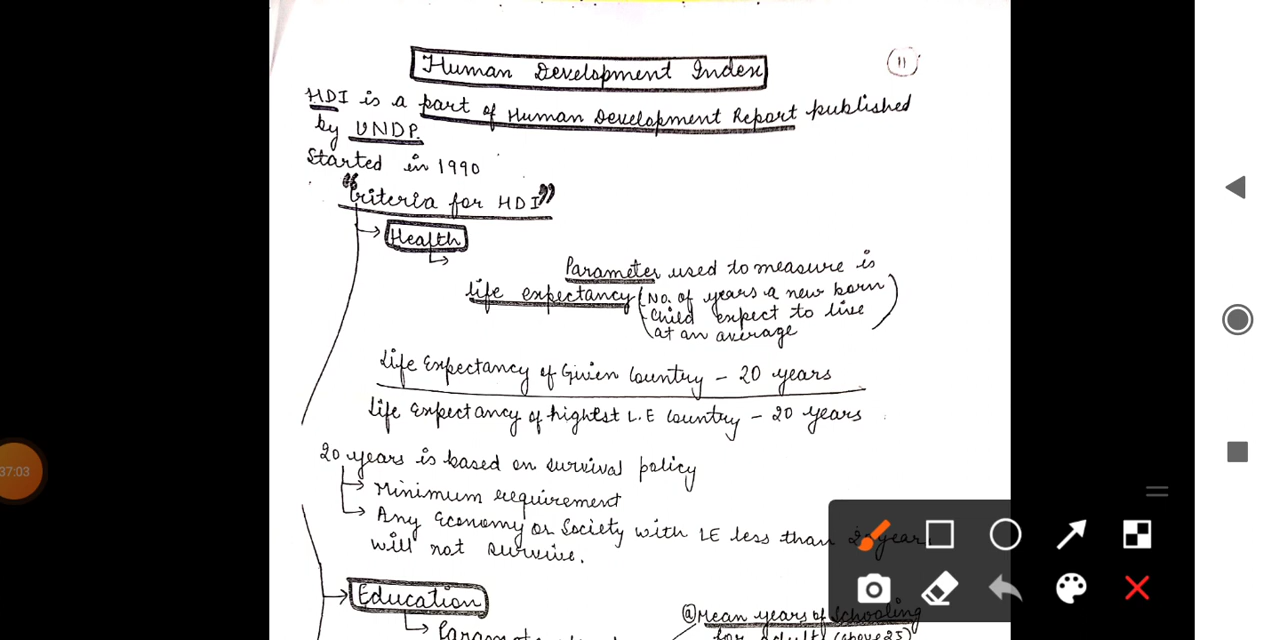 Human Development Index
11
HDI is a part of Human Development Report published
by UNDP.
Started in 1990
"Criteria for HDI"
Health
Parameter used to measure is
life expectancy (No. of years a new born
child expect to live
at an average)
Life Expectancy of Given Country - 20 years
Life Expectancy of highest L.E Country - 20 years
20 years is based on survival policy
Minimum requirement
Any Economy or Society with LE less than 20 year
will not survive.
37:03
Education
@Mean years of Schooling
for adult (above 25)